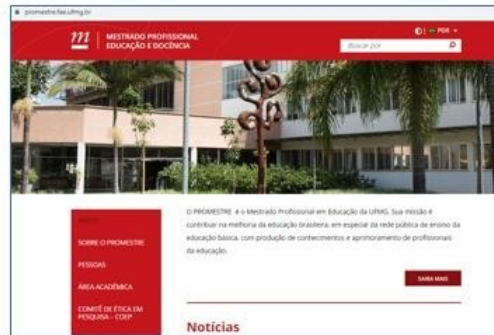 promestre.fae.ufmg.br
m
MESTRADO PROFISSIONAL
EDUCAÇÃO E DOCÊNCIA
POR
Buscar por
INÍCIO
SOBRE O PROMESTRE
PESSOAS
ÁREA ACADÊMICA
COMITÊ DE ÉTICA EM
PESQUISA – COEP
O PROMESTRE é o Mestrado Profissional em Educação da UFMG. Sua missão é
contribuir na melhoria da educação brasileira, em especial da rede pública de ensino da
educação básica, com produção de conhecimentos e aprimoramento de profissionais
da educação.
SAIBA MAIS
Notícias